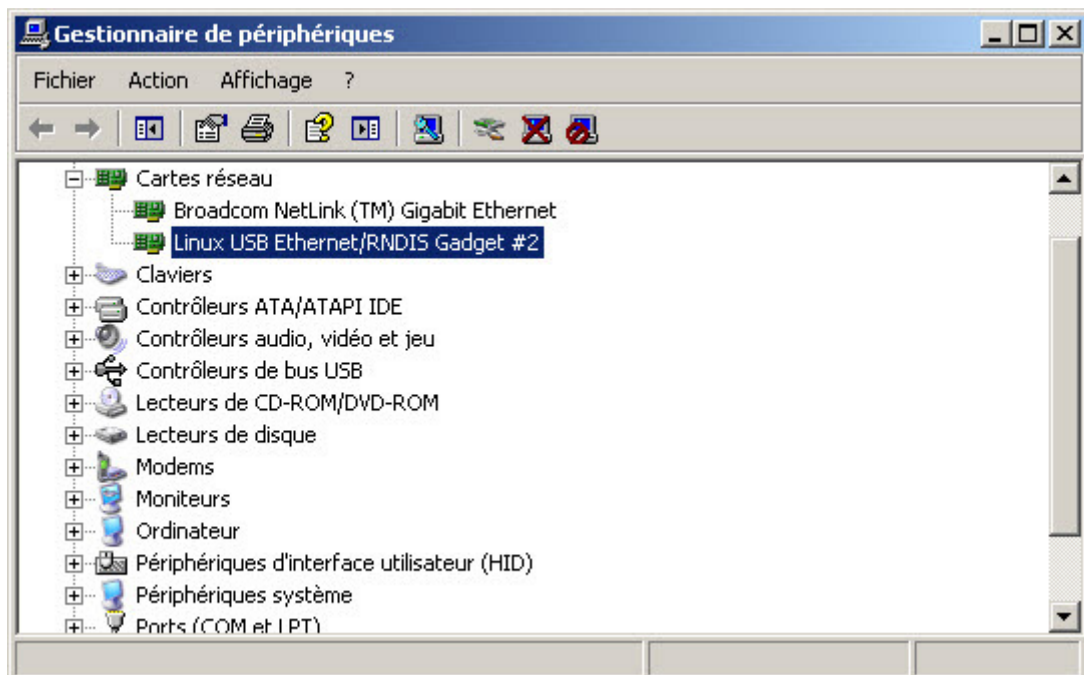 Gestionnaire de périphériques
Fichier Action Affichage ?
Cartes réseau
Broadcom NetLink (TM) Gigabit Ethernet
Linux USB Ethernet/RNDIS Gadget #2
Claviers
Contrôleurs ATA/ATAPI IDE
Contrôleurs audio, vidéo et jeu
Contrôleurs de bus USB
Lecteurs de CD-ROM/DVD-ROM
Lecteurs de disque
Modems
Moniteurs
Ordinateur
Périphériques d'interface utilisateur (HID)
Périphériques système
Ports (COM et LPT)